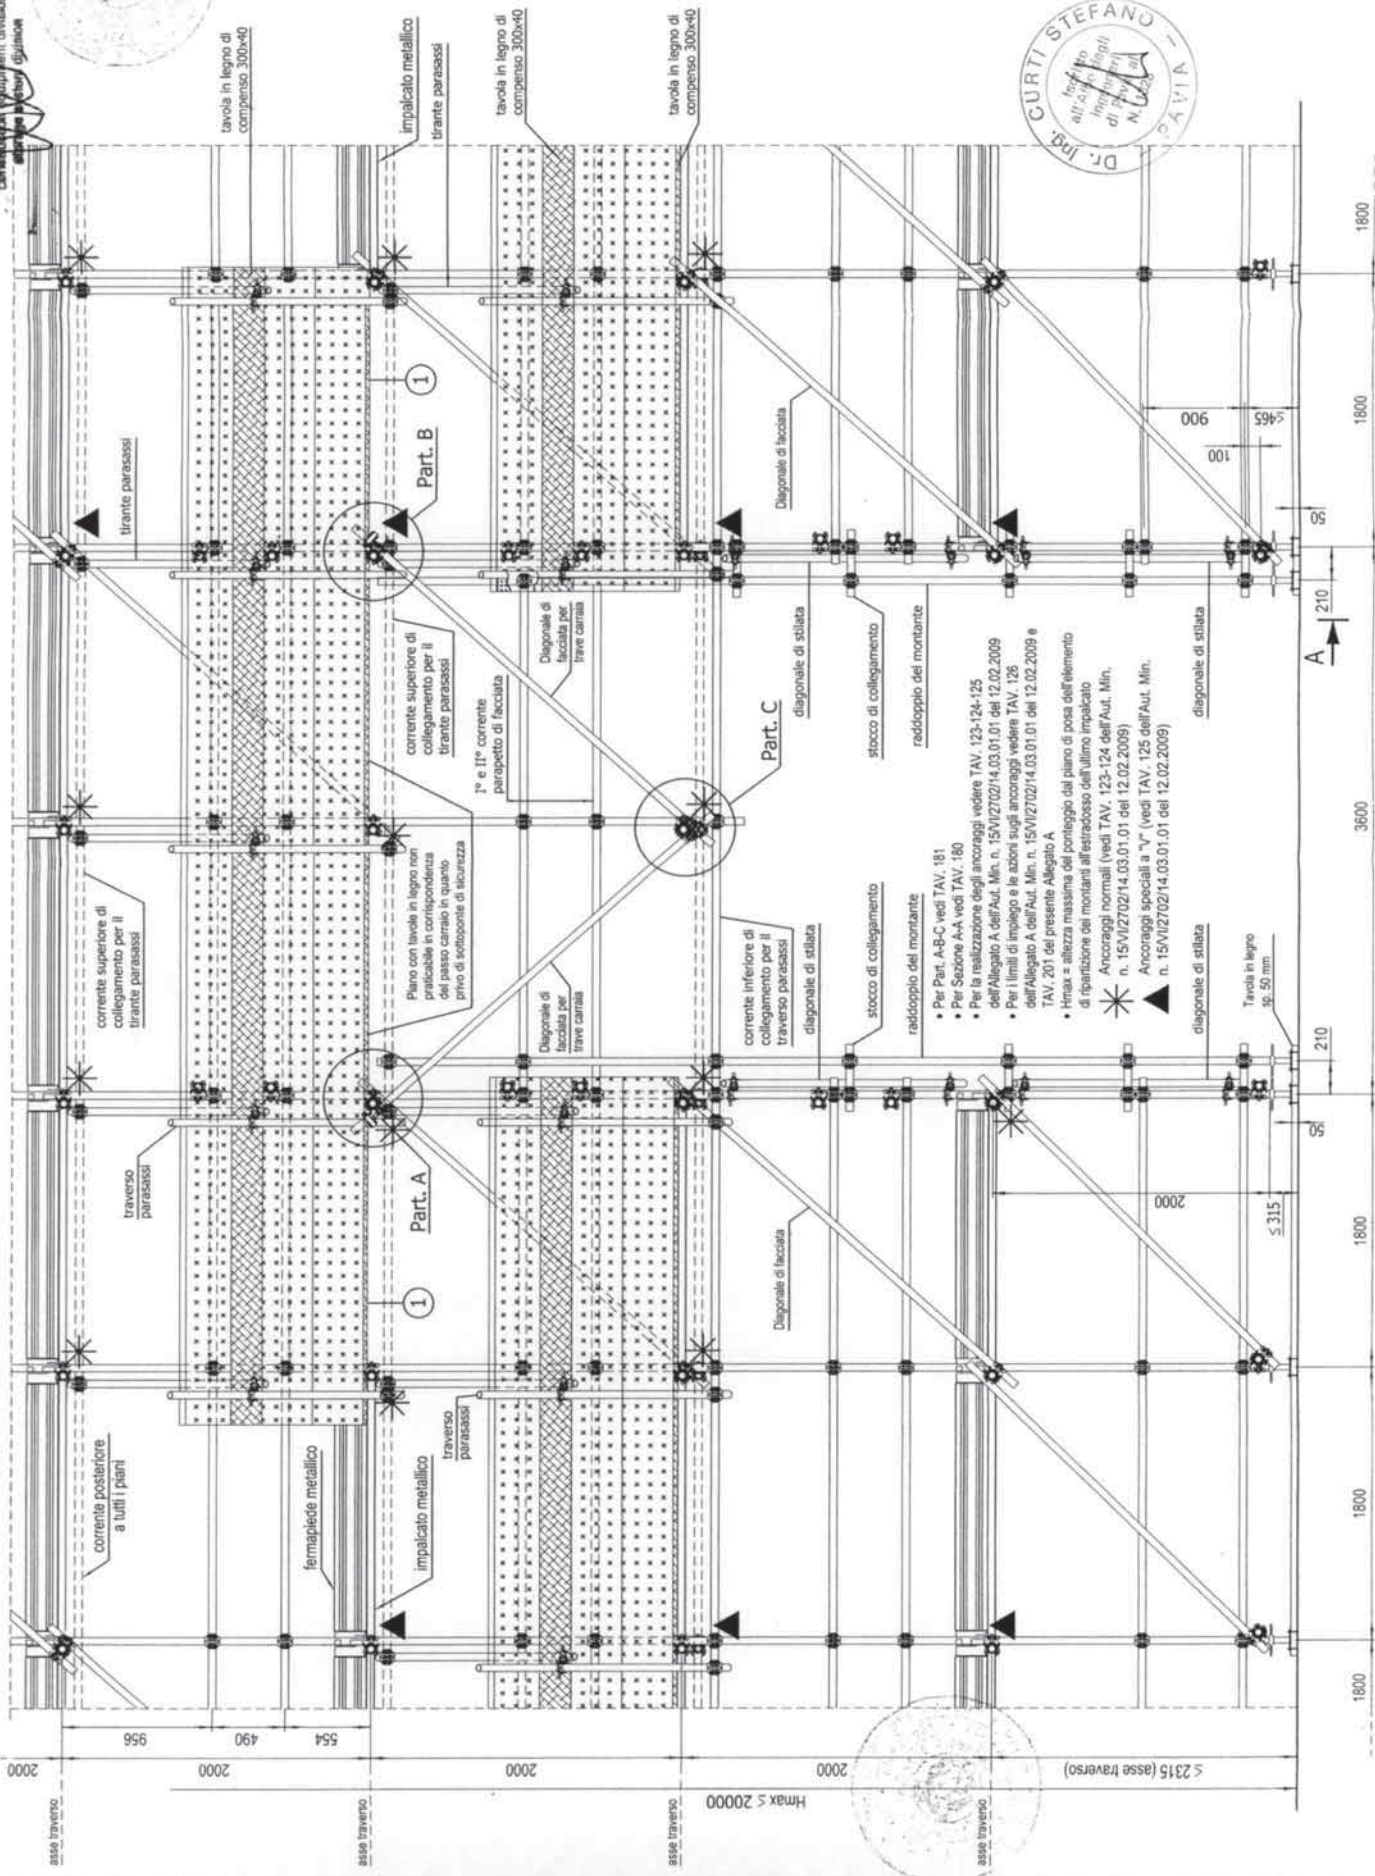 tavola in legno di
compenso 300x40
impalcato metallico
tirante parasassi
tavola in legno di
compenso 300x40
tavola in legno di
compenso 300x40
Dr. Ing. CURTI STEFANO - PAVIA -
tirante parasassi
1
Part. B
Diagonale di facciata
corrente superiore di
collegamento per il
tirante parasassi
I° e II° corrente
parapetto di facciata
Diagonale di
facciata per
trave carraia
Part. C
diagonale di stilata
stocco di collegamento
raddoppio del montante
diagonale di stilata
corrente superiore di
collegamento per il
tirante parasassi
Piano con tavole in legno non
praticabile in corrispondenza
del passo carraio in quanto
privo di sottoponte di sicurezza
Diagonale di
facciata per
trave carraia
corrente inferiore di
collegamento per il
traverso parasassi
diagonale di stilata
stocco di collegamento
raddoppio del montante
diagonale di stilata
Tavola in legno
sp. 50 mm
• Per Part. A-B-C vedi TAV. 181
• Per Sezione A-A vedi TAV. 180
• Per la realizzazione degli ancoraggi vedere TAV. 123-124-125
dell'Allegato A dell'Aut. Min. n. 15/VI/2702/14.03.01.01 del 12.02.2009
• Per i limiti di impiego e le azioni sugli ancoraggi vedere TAV. 126
dell'Allegato A dell'Aut. Min. n. 15/VI/2702/14.03.01.01 del 12.02.2009 e
TAV. 201 del presente Allegato A
• Hmax = altezza massima del ponteggio dal piano di posa dell'elemento
di ripartizione dei montanti all'estradosso dell'ultimo impalcato
Ancoraggi normali (vedi TAV. 123-124 dell'Aut. Min.
n. 15/VI/2702/14.03.01.01 del 12.02.2009)
Ancoraggi speciali a "V" (vedi TAV. 125 dell'Aut. Min.
n. 15/VI/2702/14.03.01.01 del 12.02.2009)
traverso
parasassi
Part. A
1
Diagonale di facciata
corrente posteriore
a tutti i piani
fermapiede metallico
impalcato metallico
traverso
parasassi
956
490
554
2000
2000
2000
2000
≤ 2315 (asse traverso)
Hmax ≤ 20000
asse traverso
asse traverso
asse traverso
asse traverso
2000
≤ 315
900
≤465
100
50
210
A
210
50
1800
1800
1800
3600
1800
1800